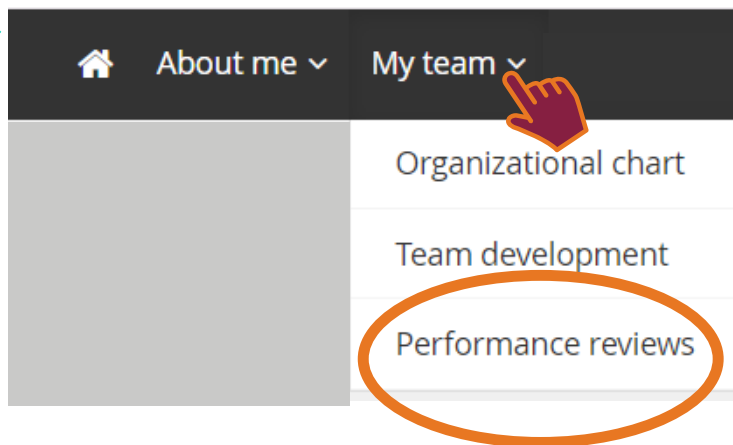 About me My team
Organizational chart
Team development
Performance reviews